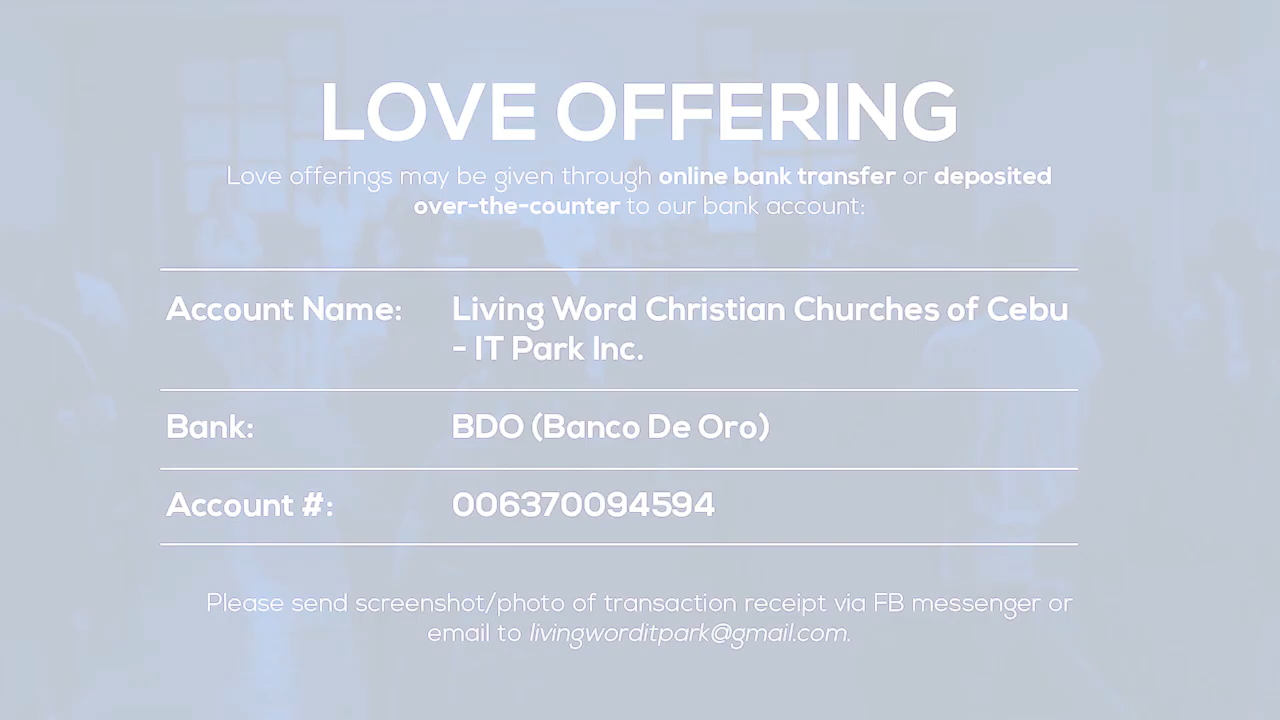 LOVE OFFERING
Love offerings may be given through online bank transfer or deposited
over-the-counter to our bank account:
Account Name: Living Word Christian Churches of Cebu
- IT Park Inc.
Bank: BDO (Banco De Oro)
Account #: 006370094594
Please send screenshot/photo of transaction receipt via FB messenger or
email to livingworditpark@gmail.com.